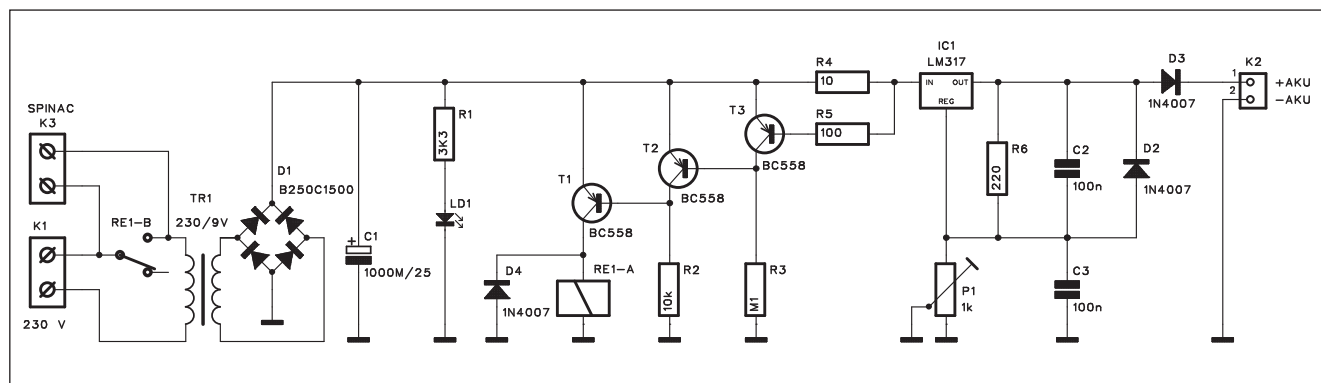 SPINAC
K3
K1
230 V
RE1-B
TR1
230/9V
D1
B250C1500
+
C1
1000M/25
R1
3K3
LD1
D4
1N4007
T1
BC558
RE1-A
T2
BC558
R2
10k
T3
BC558
R3
M1
R4
10
R5
100
IC1
LM317
IN
OUT
REG
R6
220
P1
1k
C2
100n
C3
100n
D2
1N4007
D3
1N4007
K2
1
2
+AKU
-AKU